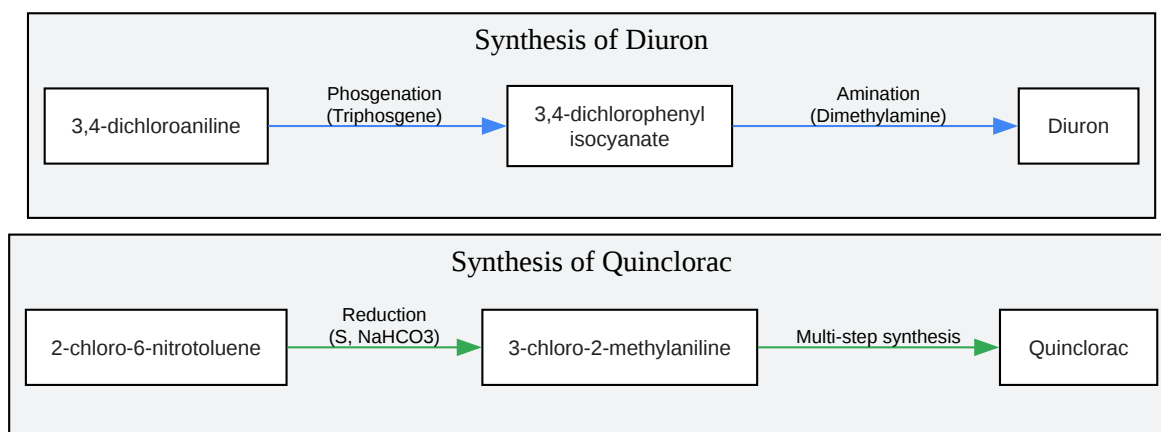 Synthesis of Diuron
3,4-dichloroaniline
Phosgenation
(Triphosgene)
3,4-dichlorophenyl
isocyanate
Amination
(Dimethylamine)
Diuron
Synthesis of Quinclorac
2-chloro-6-nitrotoluene
Reduction
(S, NaHCO3)
3-chloro-2-methylaniline
Multi-step synthesis
Quinclorac